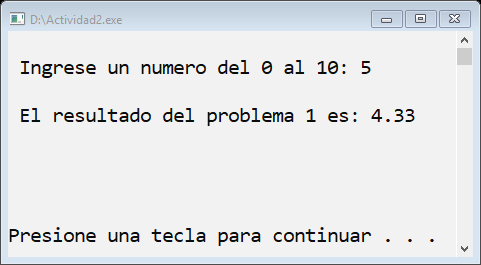 D:\Actividad2.exe
Ingrese un numero del 0 al 10: 5
El resultado del problema 1 es: 4.33
Presione una tecla para continuar . . .